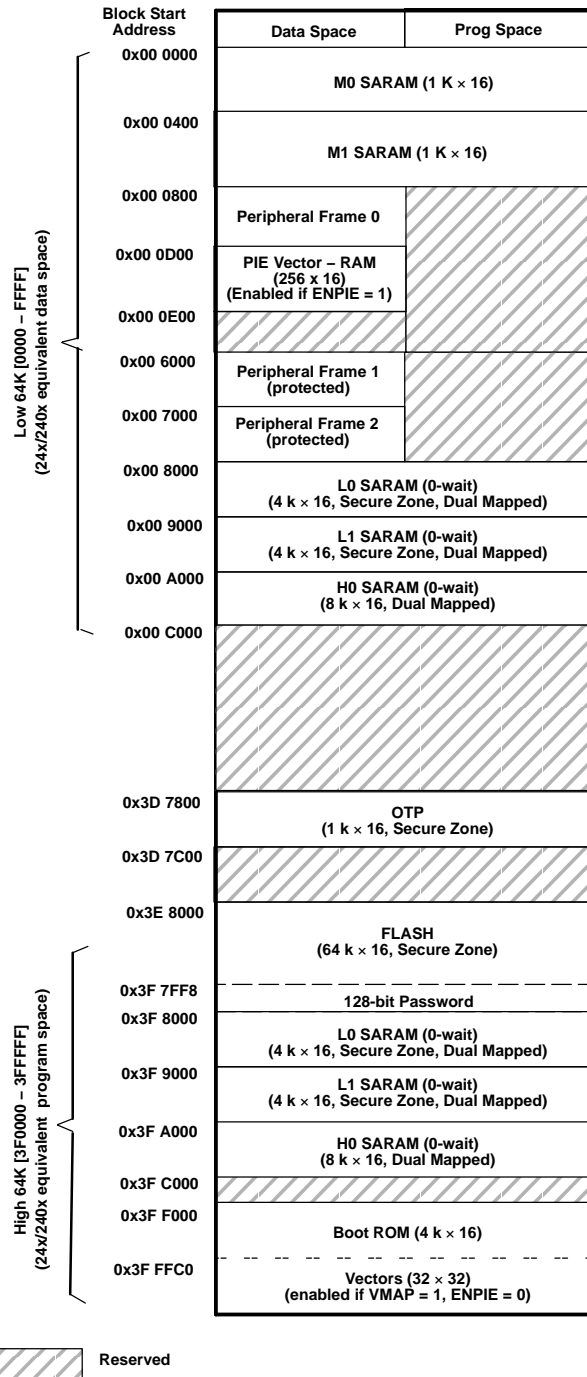 Block Start
Address
Data Space
Prog Space
0x00 0000
M0 SARAM (1 K × 16)
0x00 0400
M1 SARAM (1 K × 16)
0x00 0800
Peripheral Frame 0
0x00 0D00
PIE Vector – RAM
(256 x 16)
(Enabled if ENPIE = 1)
0x00 0E00
0x00 6000
Peripheral Frame 1
(protected)
0x00 7000
Peripheral Frame 2
(protected)
0x00 8000
L0 SARAM (0-wait)
(4 k × 16, Secure Zone, Dual Mapped)
0x00 9000
L1 SARAM (0-wait)
(4 k × 16, Secure Zone, Dual Mapped)
0x00 A000
H0 SARAM (0-wait)
(8 k × 16, Dual Mapped)
0x00 C000
Low 64K [0000 – FFFF]
(24x/240x equivalent data space)
0x3D 7800
OTP
(1 k × 16, Secure Zone)
0x3D 7C00
0x3E 8000
FLASH
(64 k × 16, Secure Zone)
0x3F 7FF8
128-bit Password
0x3F 8000
L0 SARAM (0-wait)
(4 k × 16, Secure Zone, Dual Mapped)
0x3F 9000
L1 SARAM (0-wait)
(4 k × 16, Secure Zone, Dual Mapped)
0x3F A000
H0 SARAM (0-wait)
(8 k × 16, Dual Mapped)
0x3F C000
0x3F F000
Boot ROM (4 k × 16)
0x3F FFC0
Vectors (32 × 32)
(enabled if VMAP = 1, ENPIE = 0)
High 64K [3F0000 – 3FFFFF]
(24x/240x equivalent program space)
Reserved